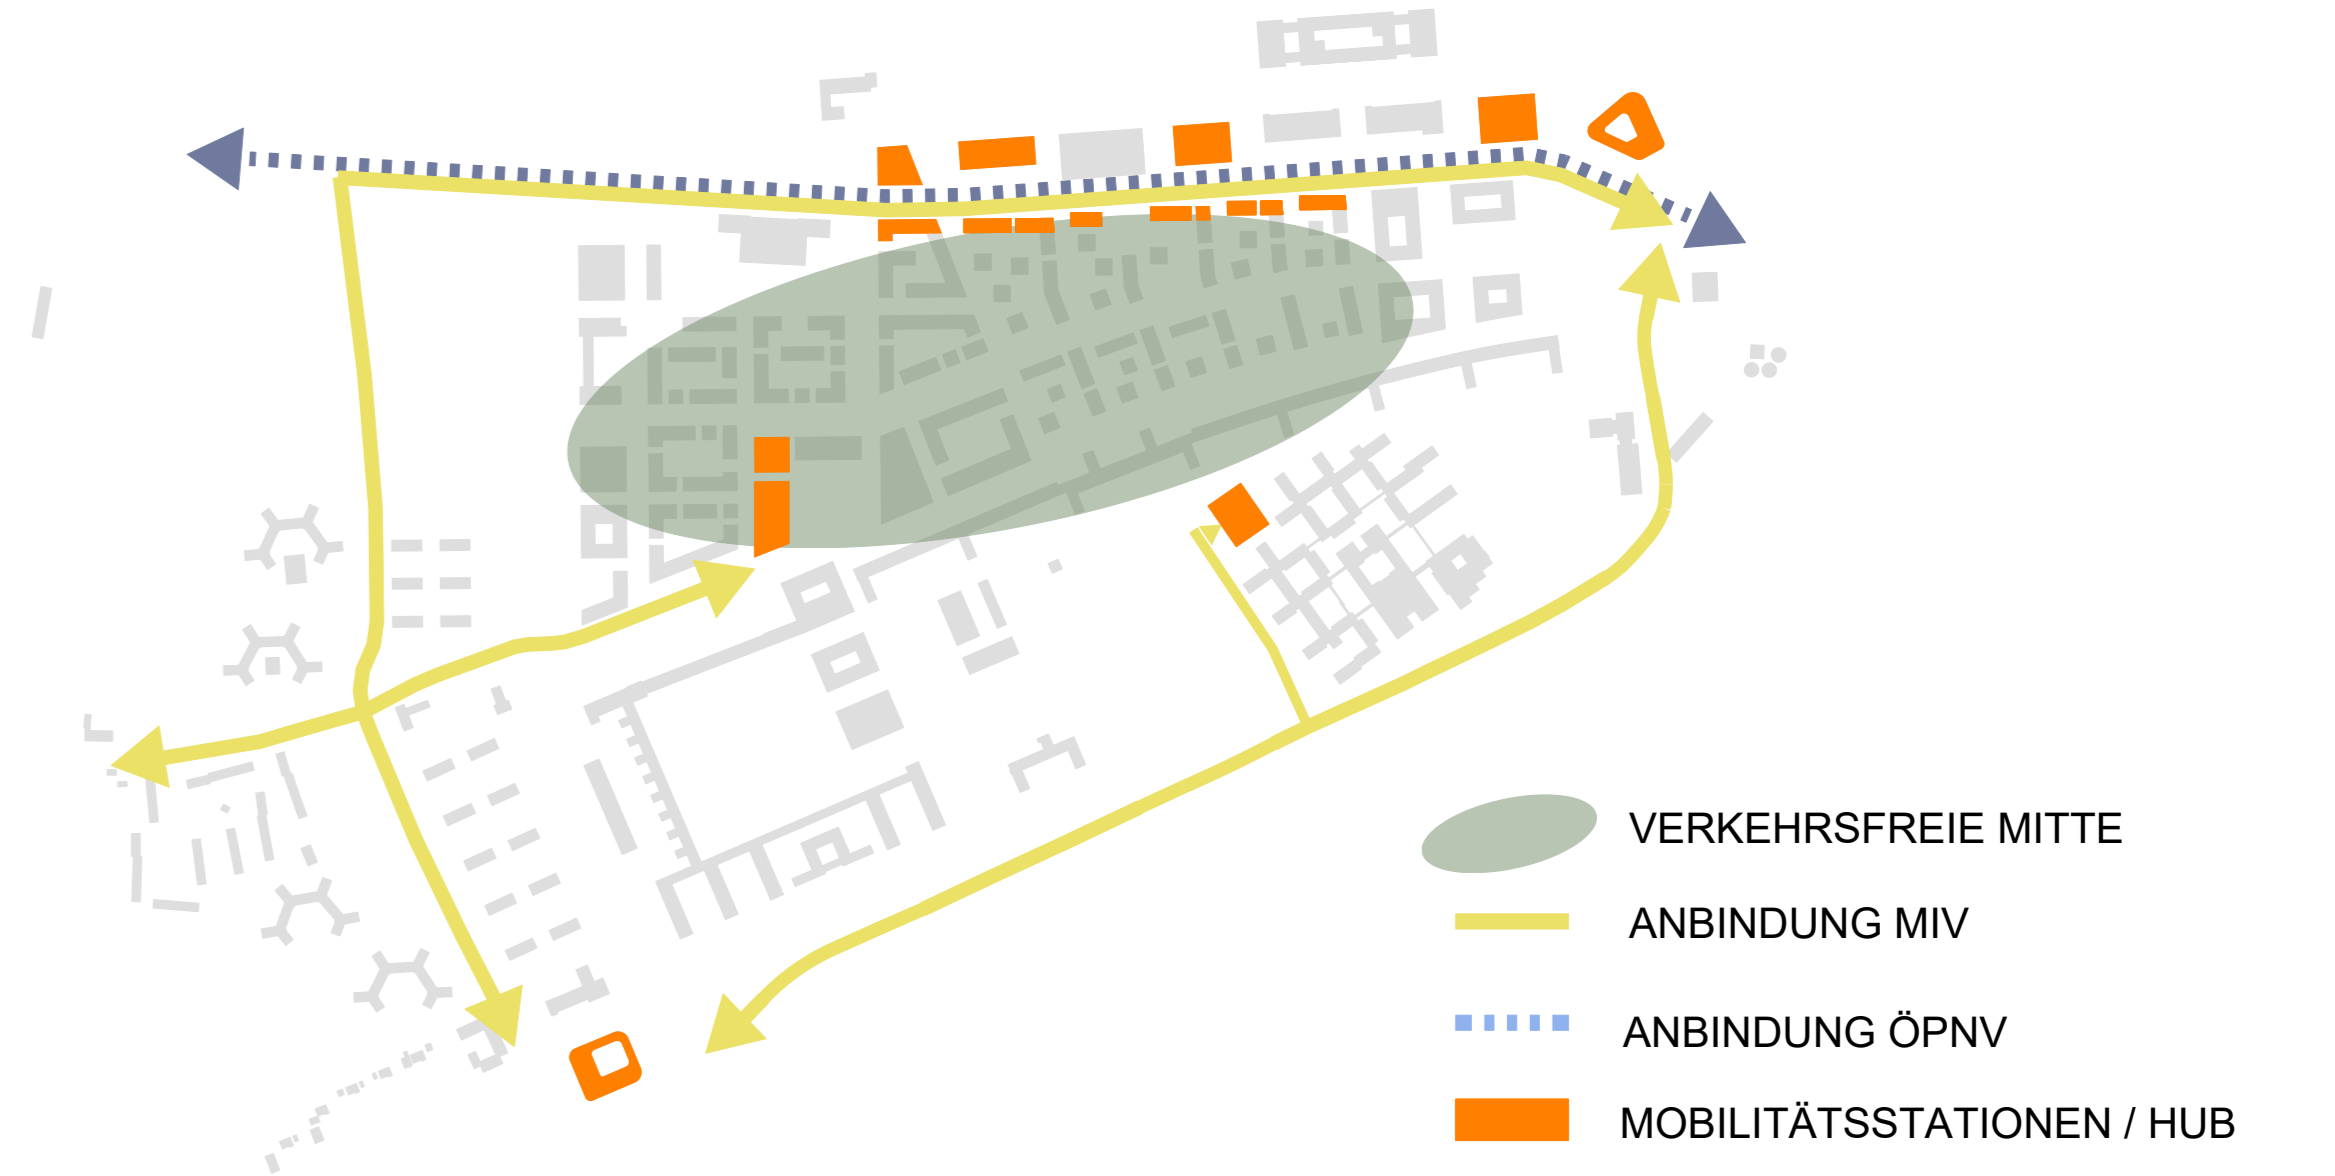 VERKEHRSFREIE MITTE
ANBINDUNG MIV
ANBINDUNG ÖPNV
MOBILITÄTSSTATIONEN / HUB